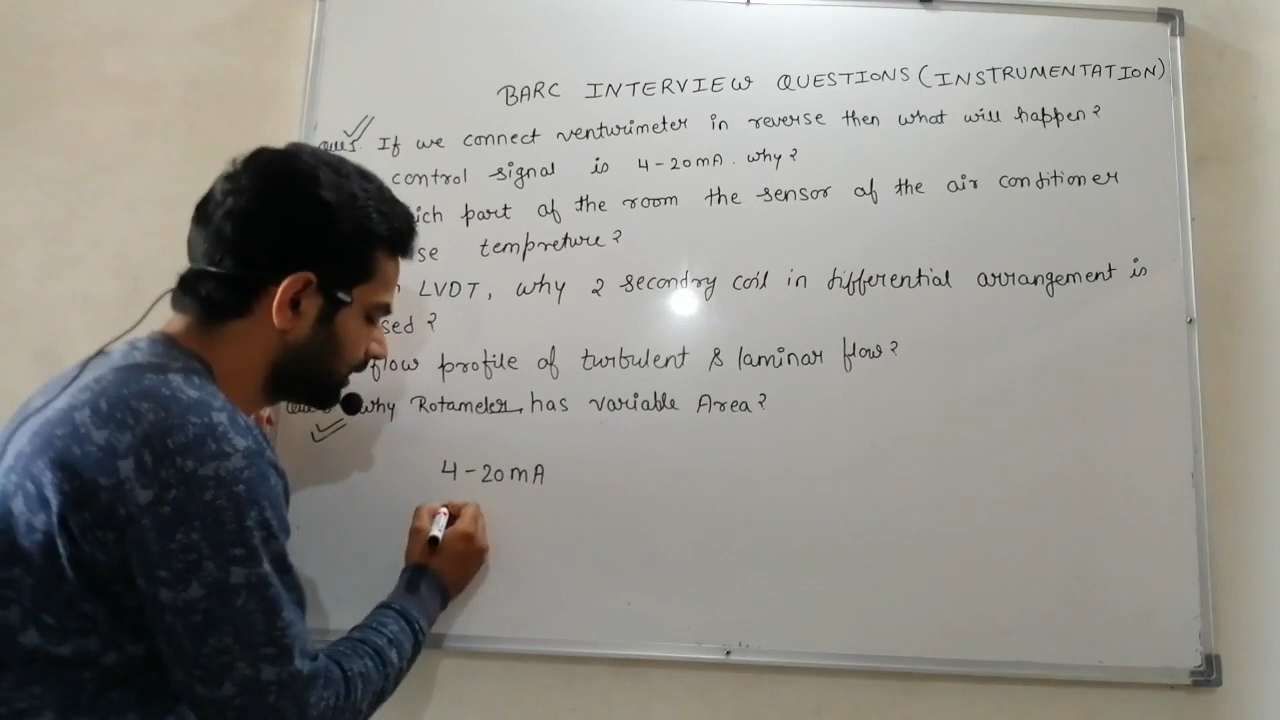 BARC INTERVIEW QUESTIONS (INSTRUMENTATION)
Ques. If we connect venturimeter in reverse then what will happen?
control signal is 4-20mA. why?
part of the room the sensor of the air conditioner
tempreture?
LVDT, why 2 secondry coil in differential arrangement is
flow profile of turbulent & laminar flow?
why Rotameter has variable Area?
4-20mA